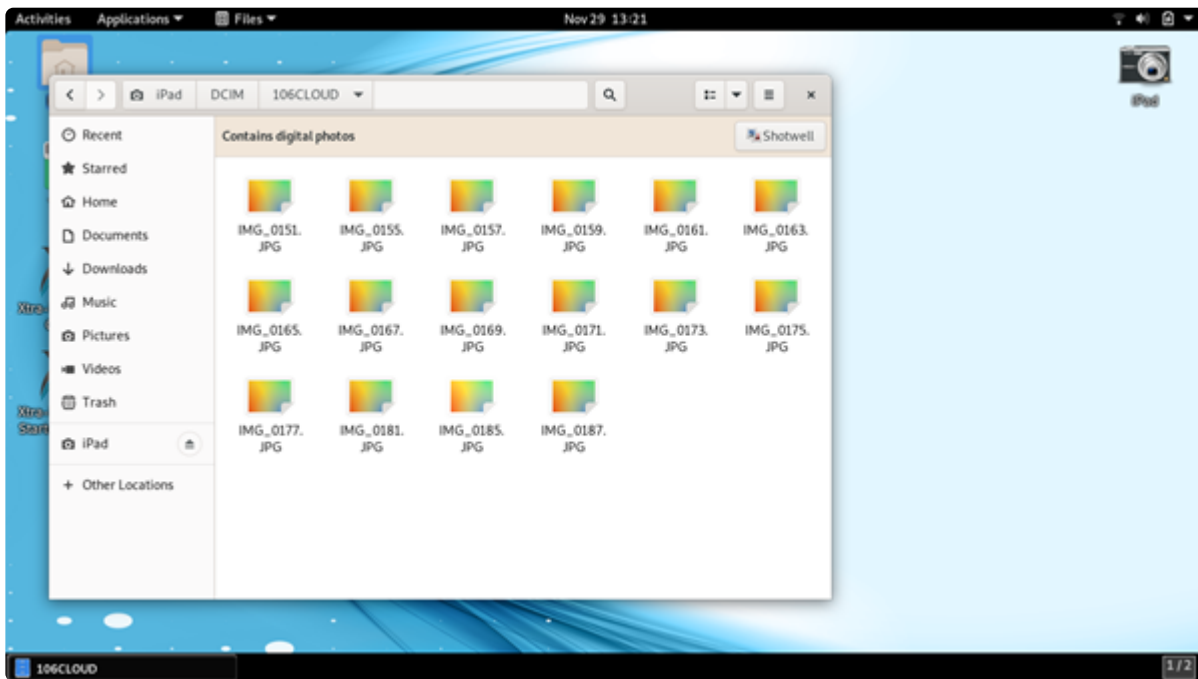 Activities Applications Files Nov 29 13:21
iPad
iPad DCIM 106CLOUD
Recent
Starred
Home
Documents
Downloads
Music
Pictures
Videos
Trash
iPad
Other Locations
Contains digital photos Shotwell
IMG_0151. IMG_0155. IMG_0157. IMG_0159. IMG_0161. IMG_0163.
JPG JPG JPG JPG JPG JPG
IMG_0165. IMG_0167. IMG_0169. IMG_0171. IMG_0173. IMG_0175.
JPG JPG JPG JPG JPG JPG
IMG_0177. IMG_0181. IMG_0185. IMG_0187.
JPG JPG JPG JPG
Xtra-
Xtra-
Start
106CLOUD 1/2